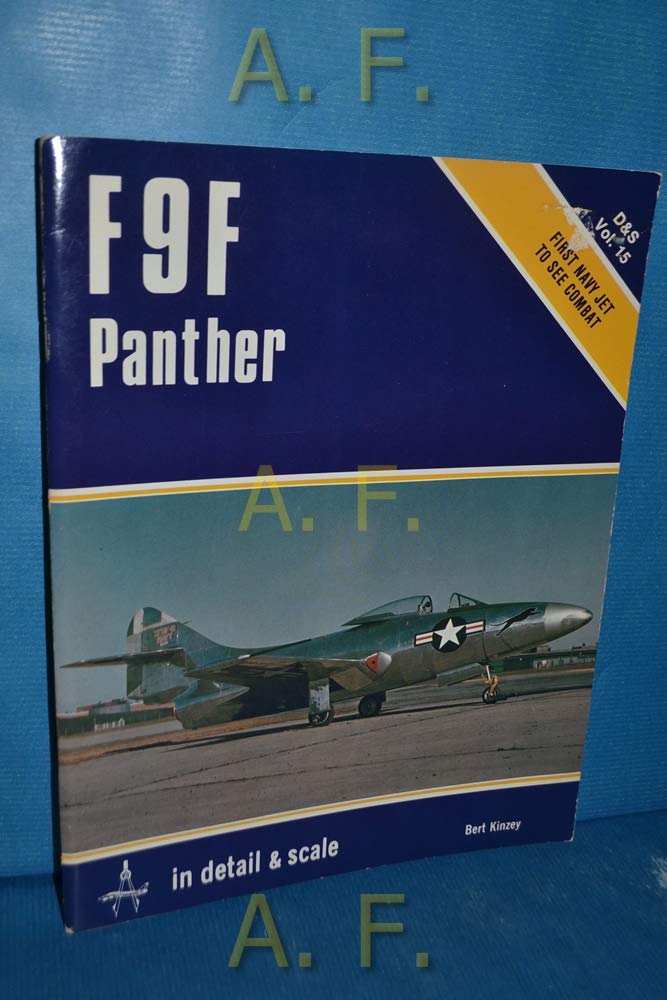 A. F.
F9F
Panther
D&S
Vol. 15
FIRST NAVY JET
TO SEE COMBAT
A. F.
Bert Kinzey
in detail & scale
A. F.